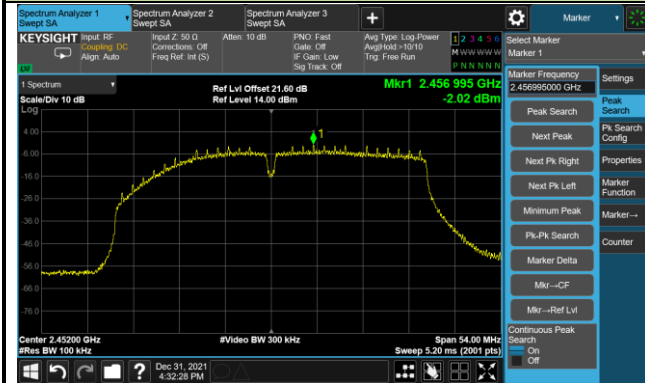 Spectrum Analyzer 1
Swept SA
Spectrum Analyzer 2
Swept SA
Spectrum Analyzer 3
Swept SA
Marker
KEYSIGHT
Input: RF
Coupling: DC
Align: Auto
Input Z: 50 Ω
Corrections: Off
Freq Ref: Int (S)
Atten: 10 dB
PNO: Fast
Gate: Off
IF Gain: Low
Sig Track: Off
Avg Type: Log-Power
Avg|Hold:>10/10
Trig: Free Run
1 2 3 4 5 6
M W W W W W
P N N N N N
Select Marker
Marker 1
1 Spectrum
Scale/Div 10 dB
Log
Ref Lvl Offset 21.60 dB
Ref Level 14.00 dBm
Mkr1 2.456 995 GHz
-2.02 dBm
1
4.00
-6.00
-16.0
-26.0
-36.0
-46.0
-56.0
-66.0
-76.0
Center 2.45200 GHz
#Res BW 100 kHz
#Video BW 300 kHz
Span 54.00 MHz
Sweep 5.20 ms (2001 pts)
Marker Frequency
2.456995000 GHz
Peak Search
Next Peak
Next Pk Right
Next Pk Left
Minimum Peak
Pk-Pk Search
Marker Delta
Mkr→CF
Mkr→Ref Lvl
Continuous Peak
Search
On
Off
Settings
Peak
Search
Pk Search
Config
Properties
Marker
Function
Marker→
Counter
?
Dec 31, 2021
4:32:28 PM